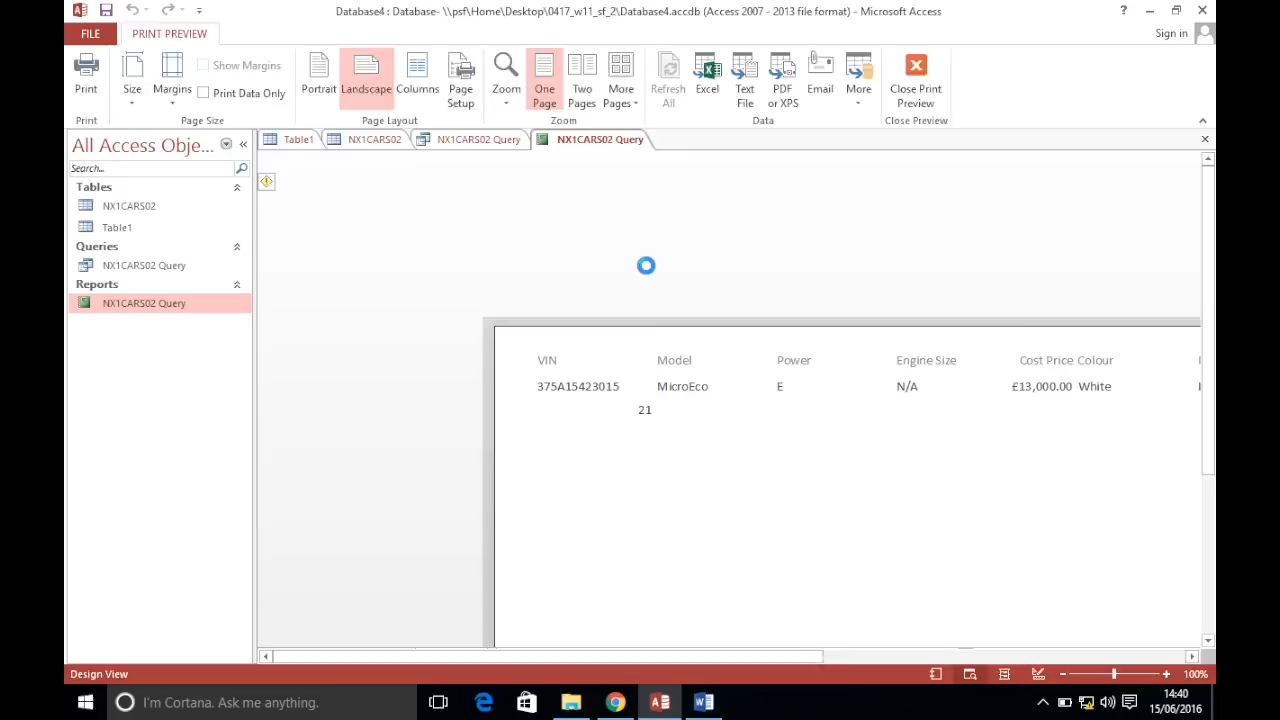 Database4 : Database- \\psf\Home\Desktop\0417_w11_sf_2\Database4.accdb (Access 2007 - 2013 file format) - Microsoft Access
?
FILE
PRINT PREVIEW
Sign in
Print
Size
Margins
Show Margins
Print Data Only
Portrait
Landscape
Columns
Page Setup
Zoom
One Page
Two Pages
More Pages
Refresh All
Excel
Text File
PDF or XPS
Email
More
Close Print Preview
Print
Page Size
Page Layout
Zoom
Data
Close Preview
All Access Obje...
Search...
Tables
NX1CARS02
Table1
Queries
NX1CARS02 Query
Reports
NX1CARS02 Query
Table1
NX1CARS02
NX1CARS02 Query
NX1CARS02 Query
VIN Model Power Engine Size Cost Price Colour
375A15423015 MicroEco E N/A £13,000.00 White
21
Design View
100%
I'm Cortana. Ask me anything.
14:40
15/06/2016